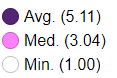 Avg. (5.11)
Med. (3.04)
Min. (1.00)